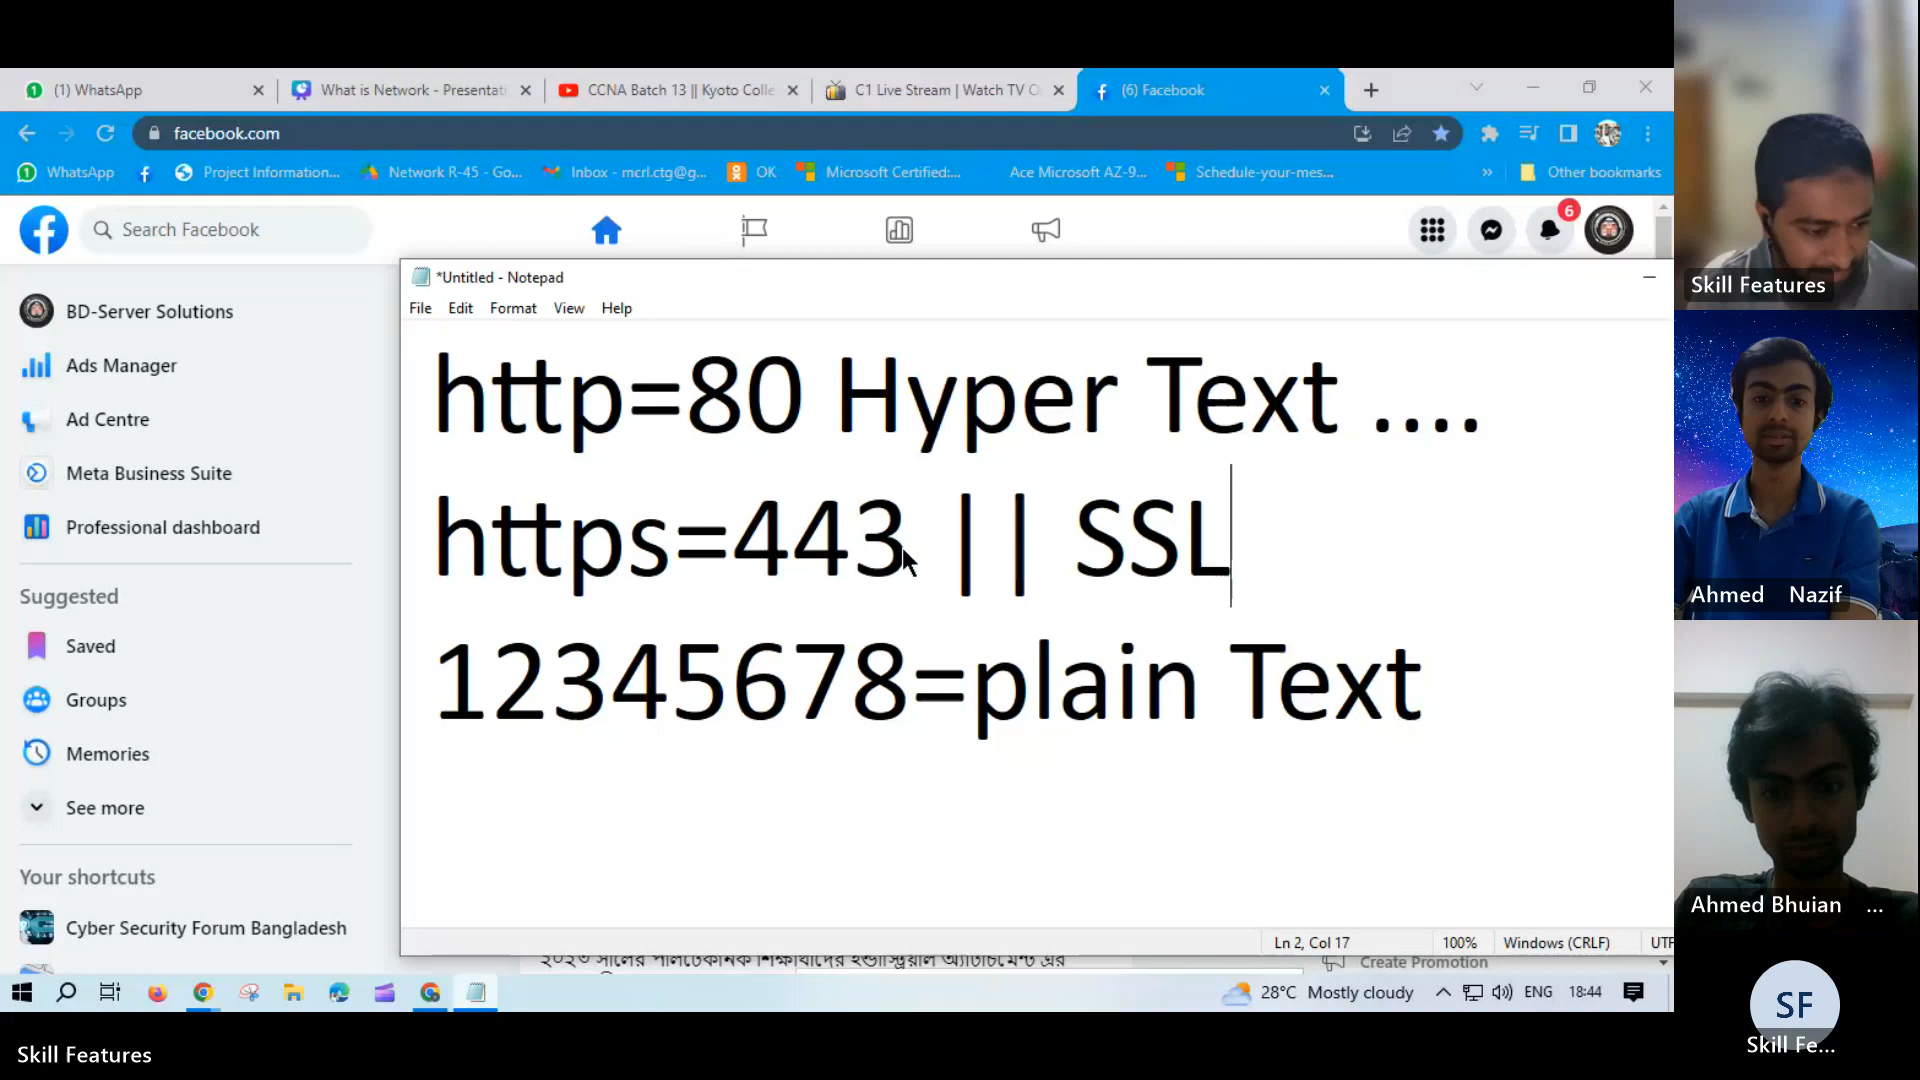 (1) WhatsApp
What is Network - Presentati
CCNA Batch 13 || Kyoto Colle
C1 Live Stream | Watch TV O
(6) Facebook
facebook.com
WhatsApp
Project Information...
Network R-45 - Go...
Inbox - mcrl.ctg@g...
OK
Microsoft Certified:...
Ace Microsoft AZ-9...
Schedule-your-mes...
»
Other bookmarks
Search Facebook
6
BD-Server Solutions
Ads Manager
Ad Centre
Meta Business Suite
Professional dashboard
Suggested
Saved
Groups
Memories
See more
Your shortcuts
Cyber Security Forum Bangladesh
*Untitled - Notepad
File Edit Format View Help
http=80 Hyper Text ....
https=443 || SSL
12345678=plain Text
Ln 2, Col 17
100%
Windows (CRLF)
UTF
Create Promotion
28°C Mostly cloudy
ENG
18:44
Skill Features
Ahmed Nazif
Ahmed Bhuian ...
SF
Skill Fe...
Skill Features